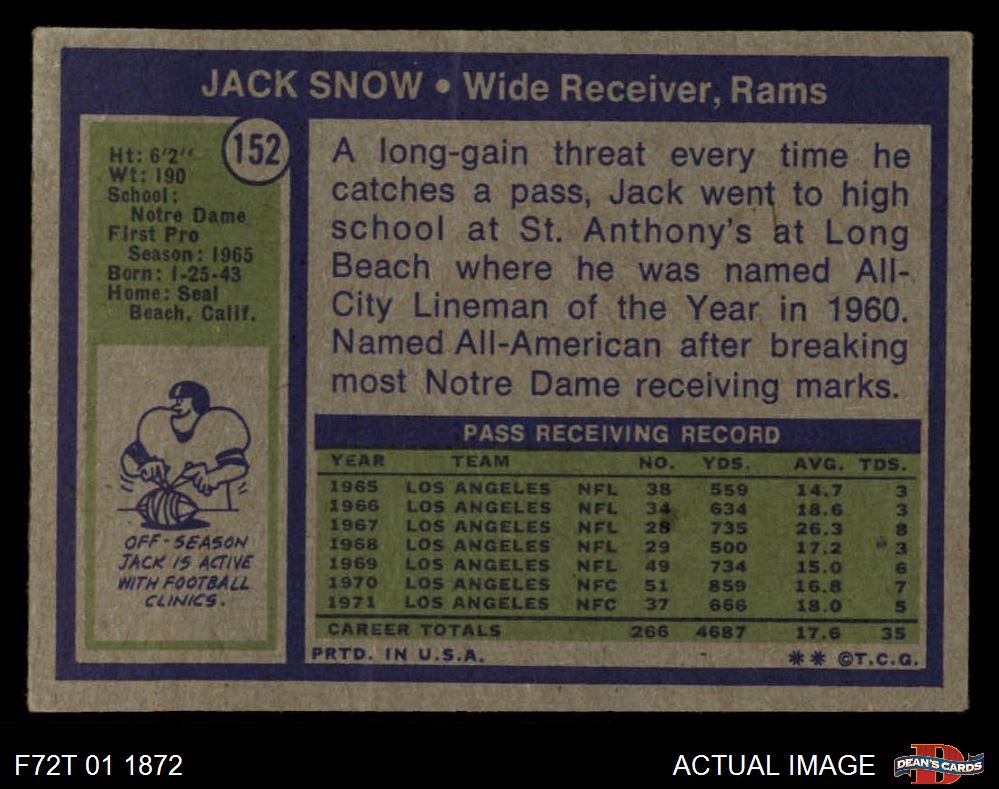 JACK SNOW • Wide Receiver, Rams
152
Ht: 6'2"
Wt: 190
School:
Notre Dame
First Pro
Season: 1965
Born: 1-25-43
Home: Seal
Beach, Calif.
OFF-SEASON
JACK IS ACTIVE
WITH FOOTBALL
CLINICS.
A long-gain threat every time he
catches a pass, Jack went to high
school at St. Anthony's at Long
Beach where he was named All-
City Lineman of the Year in 1960.
Named All-American after breaking
most Notre Dame receiving marks.
PASS RECEIVING RECORD
YEAR TEAM NO. YDS. AVG. TDS.
1965 LOS ANGELES NFL 38 559 14.7 3
1966 LOS ANGELES NFL 34 634 18.6 3
1967 LOS ANGELES NFL 28 735 26.3 8
1968 LOS ANGELES NFL 29 500 17.2 3
1969 LOS ANGELES NFL 49 734 15.0 6
1970 LOS ANGELES NFC 51 859 16.8 7
1971 LOS ANGELES NFC 37 666 18.0 5
CAREER TOTALS 266 4687 17.6 35
PRTD. IN U.S.A. ** ©T.C.G.
F72T 01 1872 ACTUAL IMAGE D DEAN'S CARDS